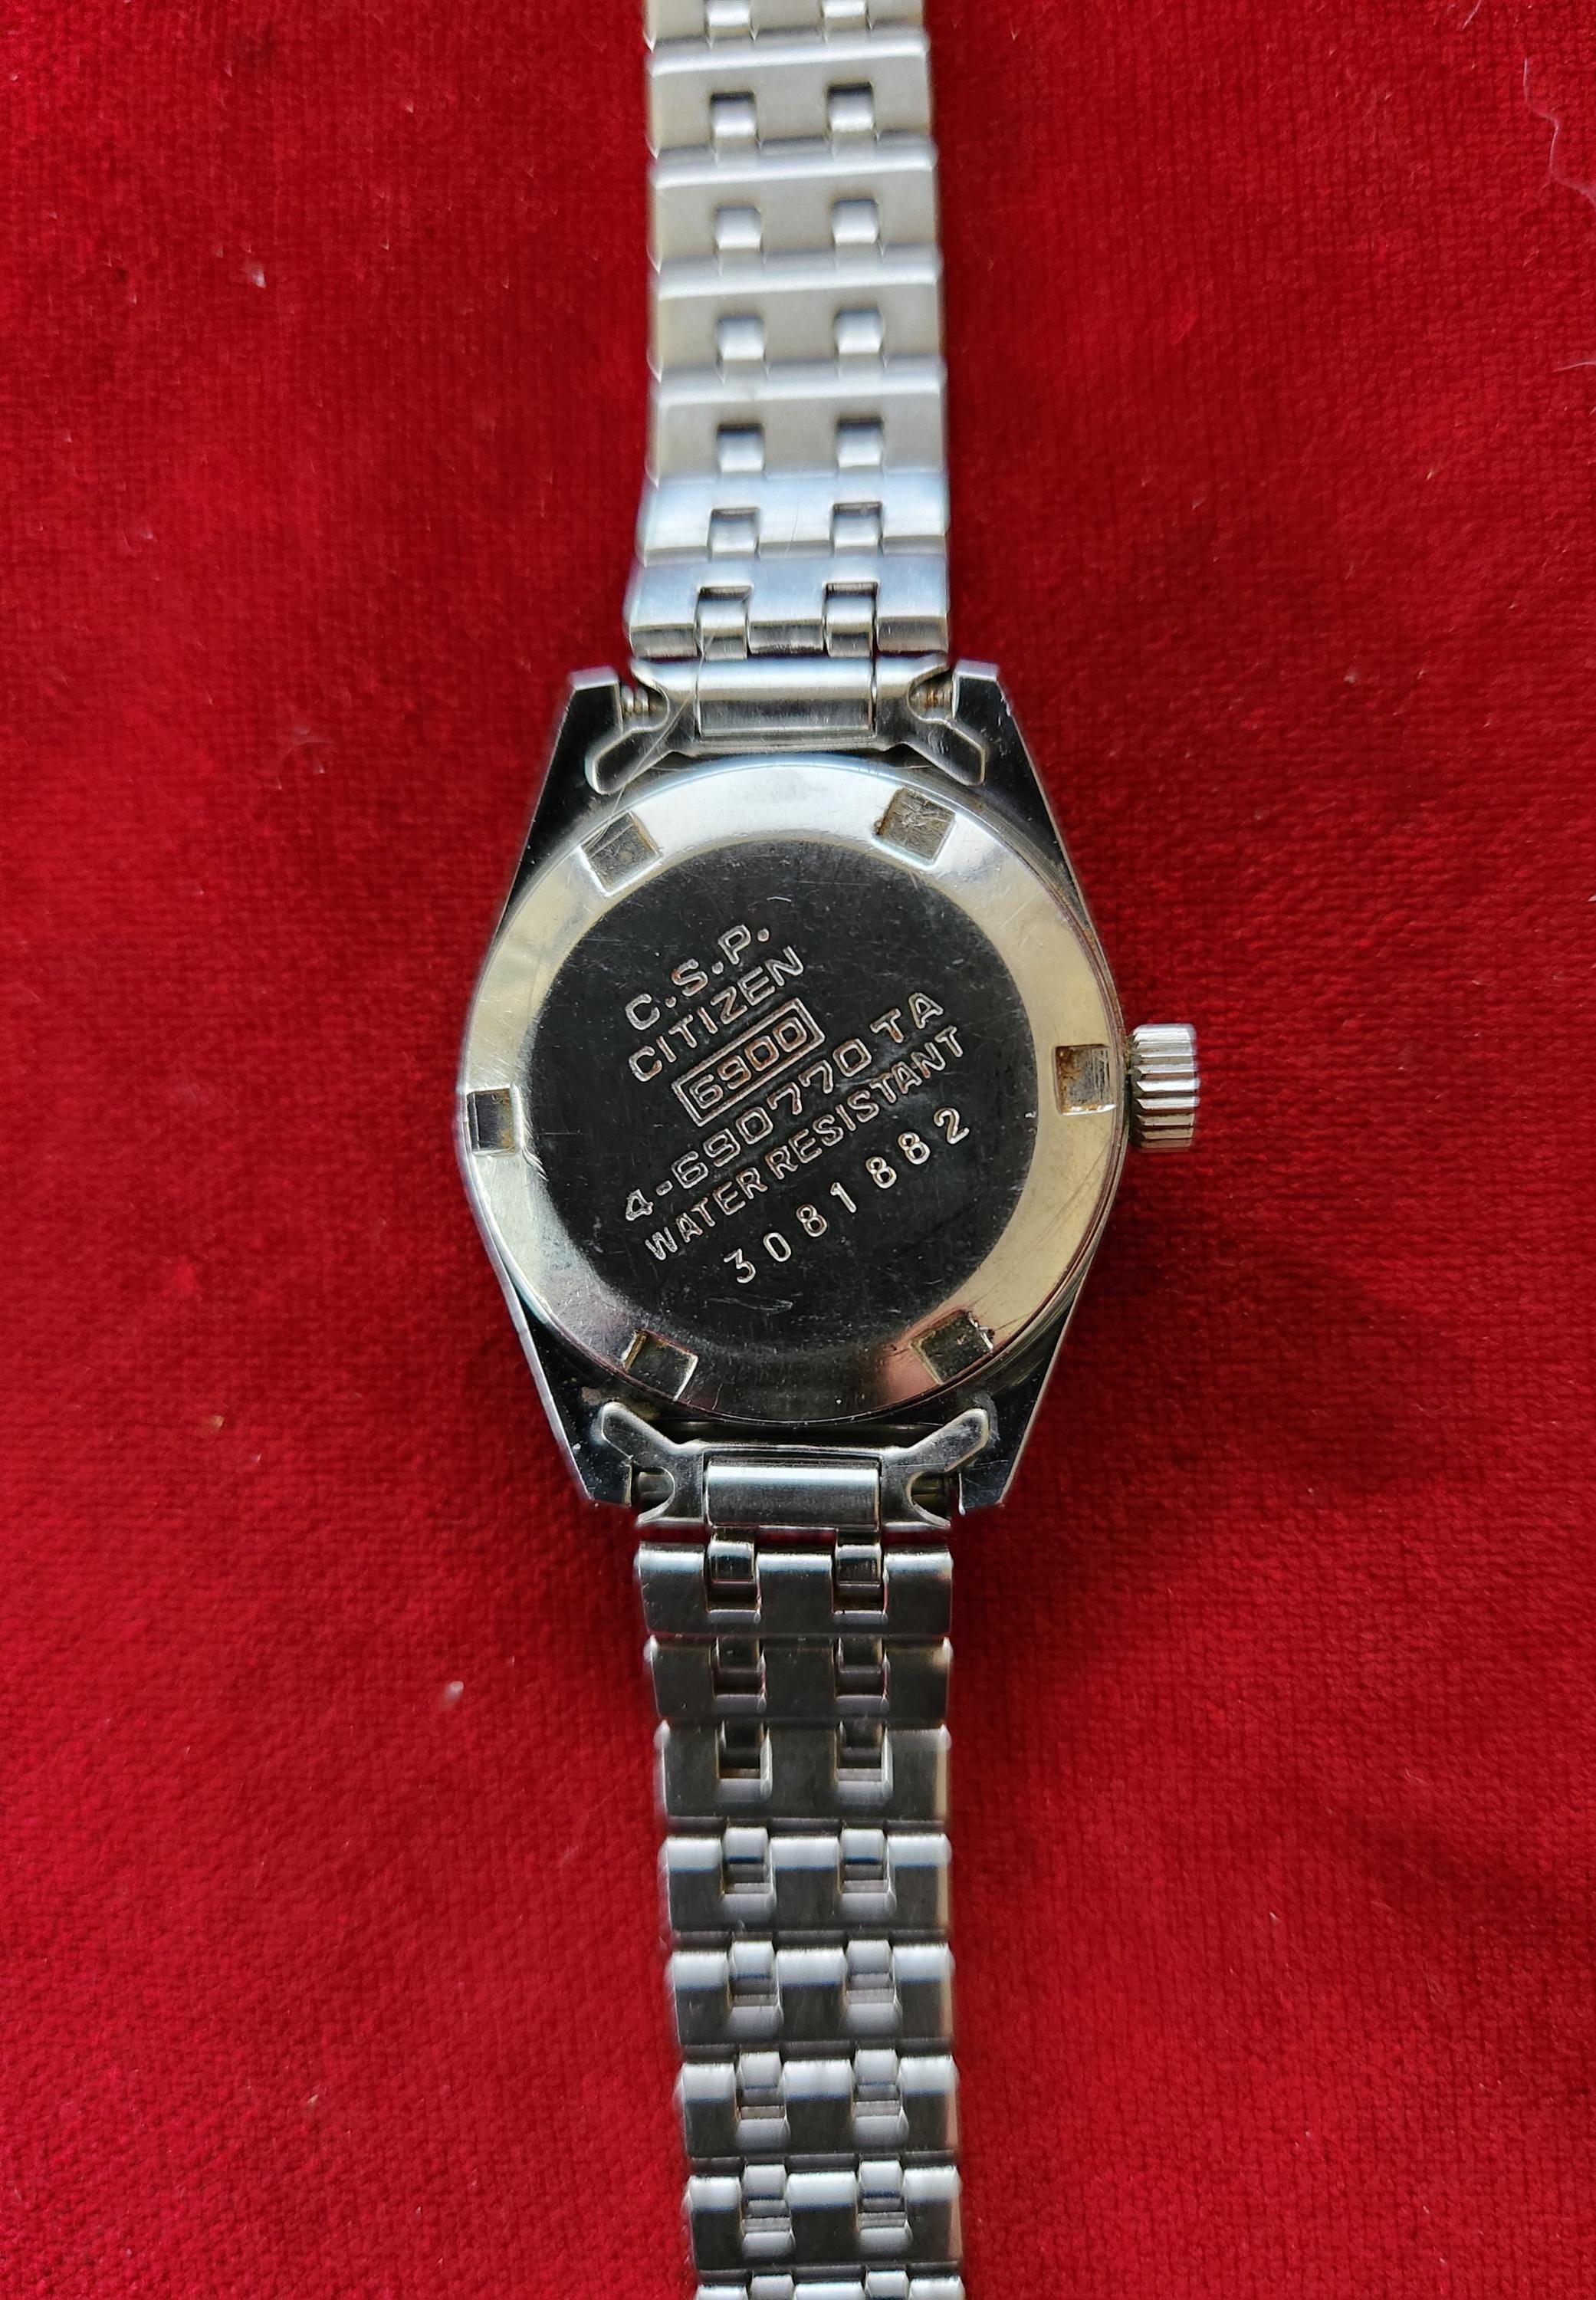 C.S.P.
CITIZEN
6900
4-690770 TA
WATER RESISTANT
3081882